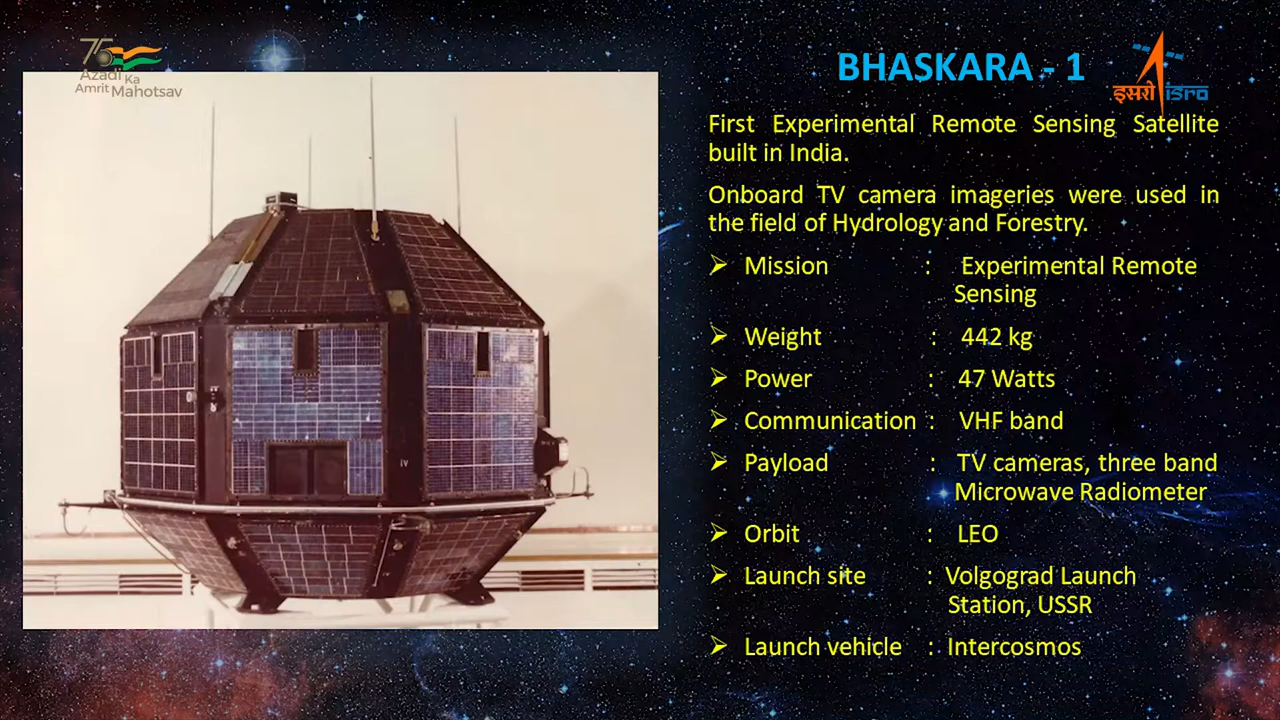 75
Azadi Ka
Amrit Mahotsav
BHASKARA - 1
इसरो isro
First Experimental Remote Sensing Satellite
built in India.
Onboard TV camera imageries were used in
the field of Hydrology and Forestry.
➢ Mission : Experimental Remote
Sensing
➢ Weight : 442 kg
➢ Power : 47 Watts
➢ Communication : VHF band
➢ Payload : TV cameras, three band
Microwave Radiometer
➢ Orbit : LEO
➢ Launch site : Volgograd Launch
Station, USSR
➢ Launch vehicle : Intercosmos
IV